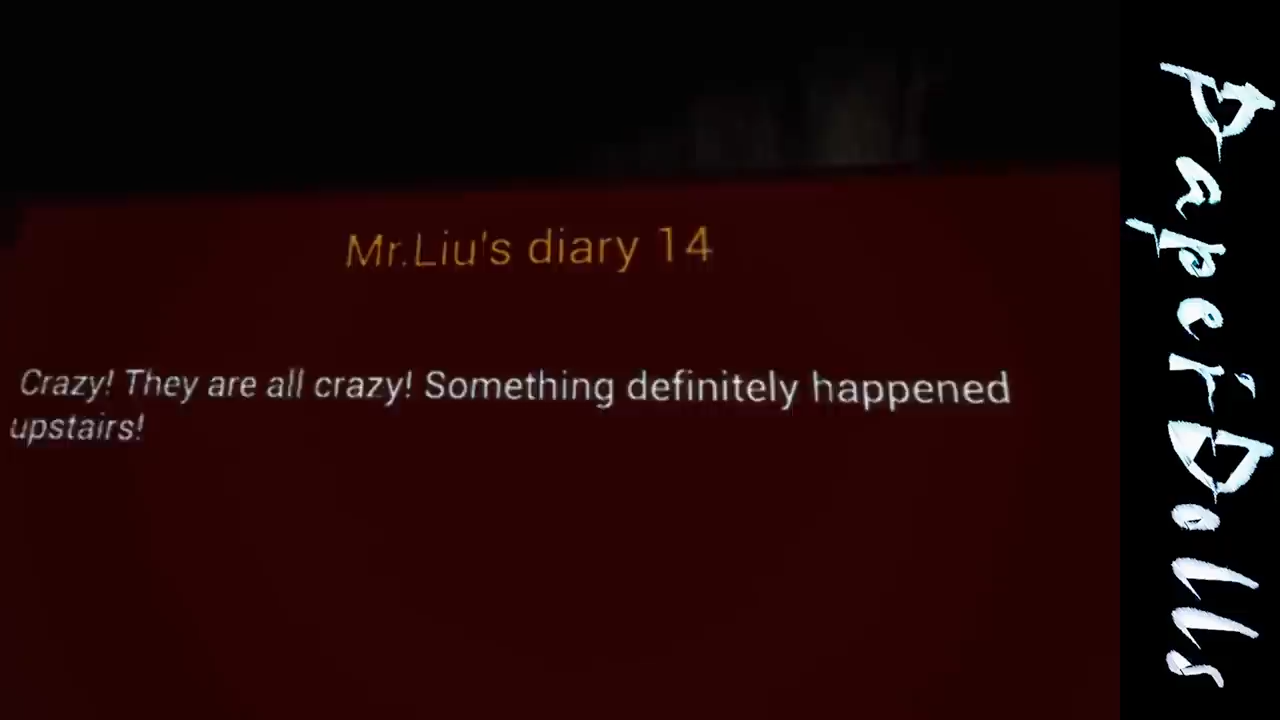 Mr.Liu's diary 14
Crazy! They are all crazy! Something definitely happened
upstairs!
PaperDolls